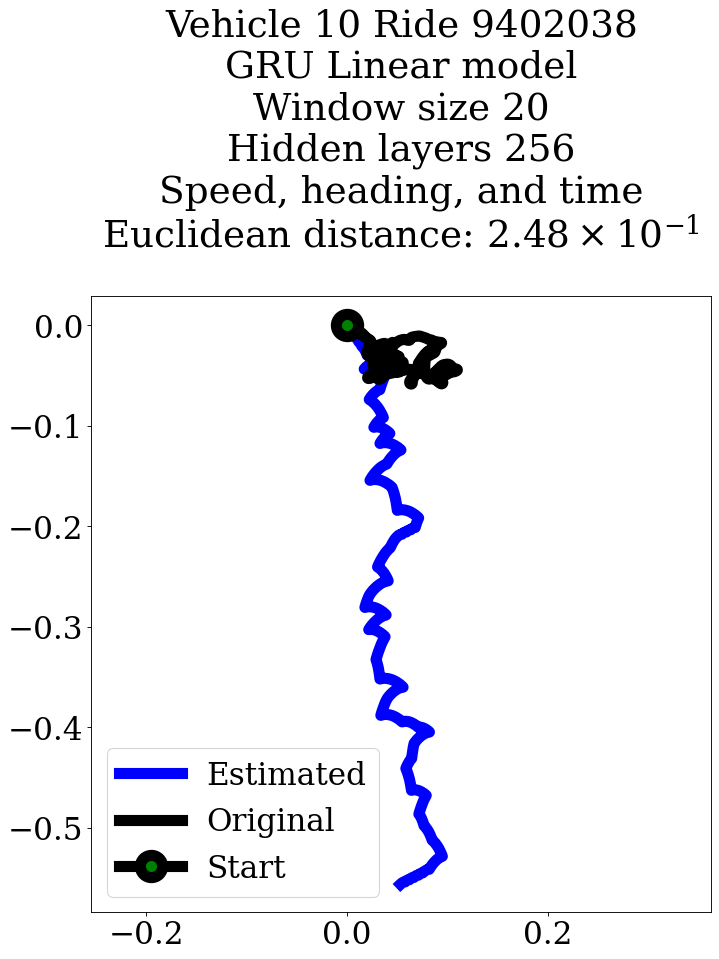 Vehicle 10 Ride 9402038
GRU Linear model
Window size 20
Hidden layers 256
Speed, heading, and time
Euclidean distance: 2.48 × 10⁻¹
0.0
−0.1
−0.2
−0.3
−0.4
−0.5
Estimated
Original
Start
−0.2
0.0
0.2